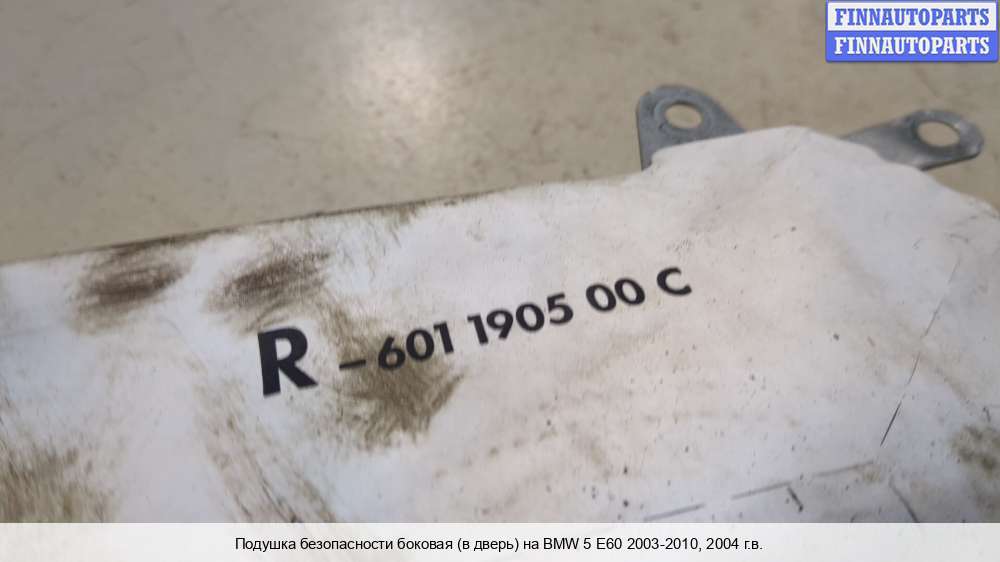 FINNAUTOPARTS
FINNAUTOPARTS
R - 601 1905 00 C
Подушка безопасности боковая (в дверь) на BMW 5 E60 2003-2010, 2004 г.в.